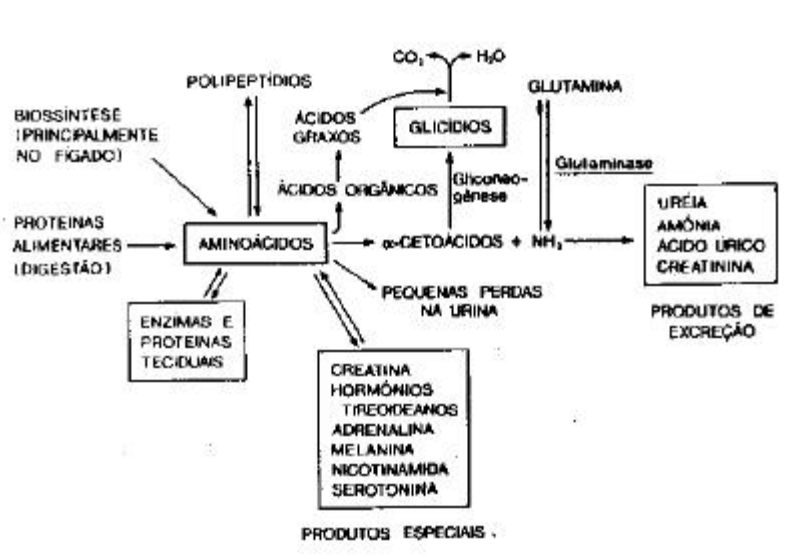 CO₂ H₂O
POLIPEPTÍDIOS
GLUTAMINA
BIOSSÍNTESE
(PRINCIPALMENTE
NO FÍGADO)
ÁCIDOS
GRAXOS
GLICÍDIOS
Gliconeo-
gênese
Glutaminase
ÁCIDOS ORGÂNICOS
PROTEINAS
ALIMENTARES
(DIGESTÃO)
AMINOÁCIDOS
α-CETOÁCIDOS + NH₃
URÉIA
AMÔNIA
ÁCIDO ÚRICO
CREATININA
PRODUTOS DE
EXCREÇÃO
PEQUENAS PERDAS
NA URINA
ENZIMAS E
PROTEINAS
TECIDUAIS
CREATINA
HORMÔNIOS
TIREOIDEANOS
ADRENALINA
MELANINA
NICOTINAMIDA
SEROTONINA
PRODUTOS ESPECIAIS.